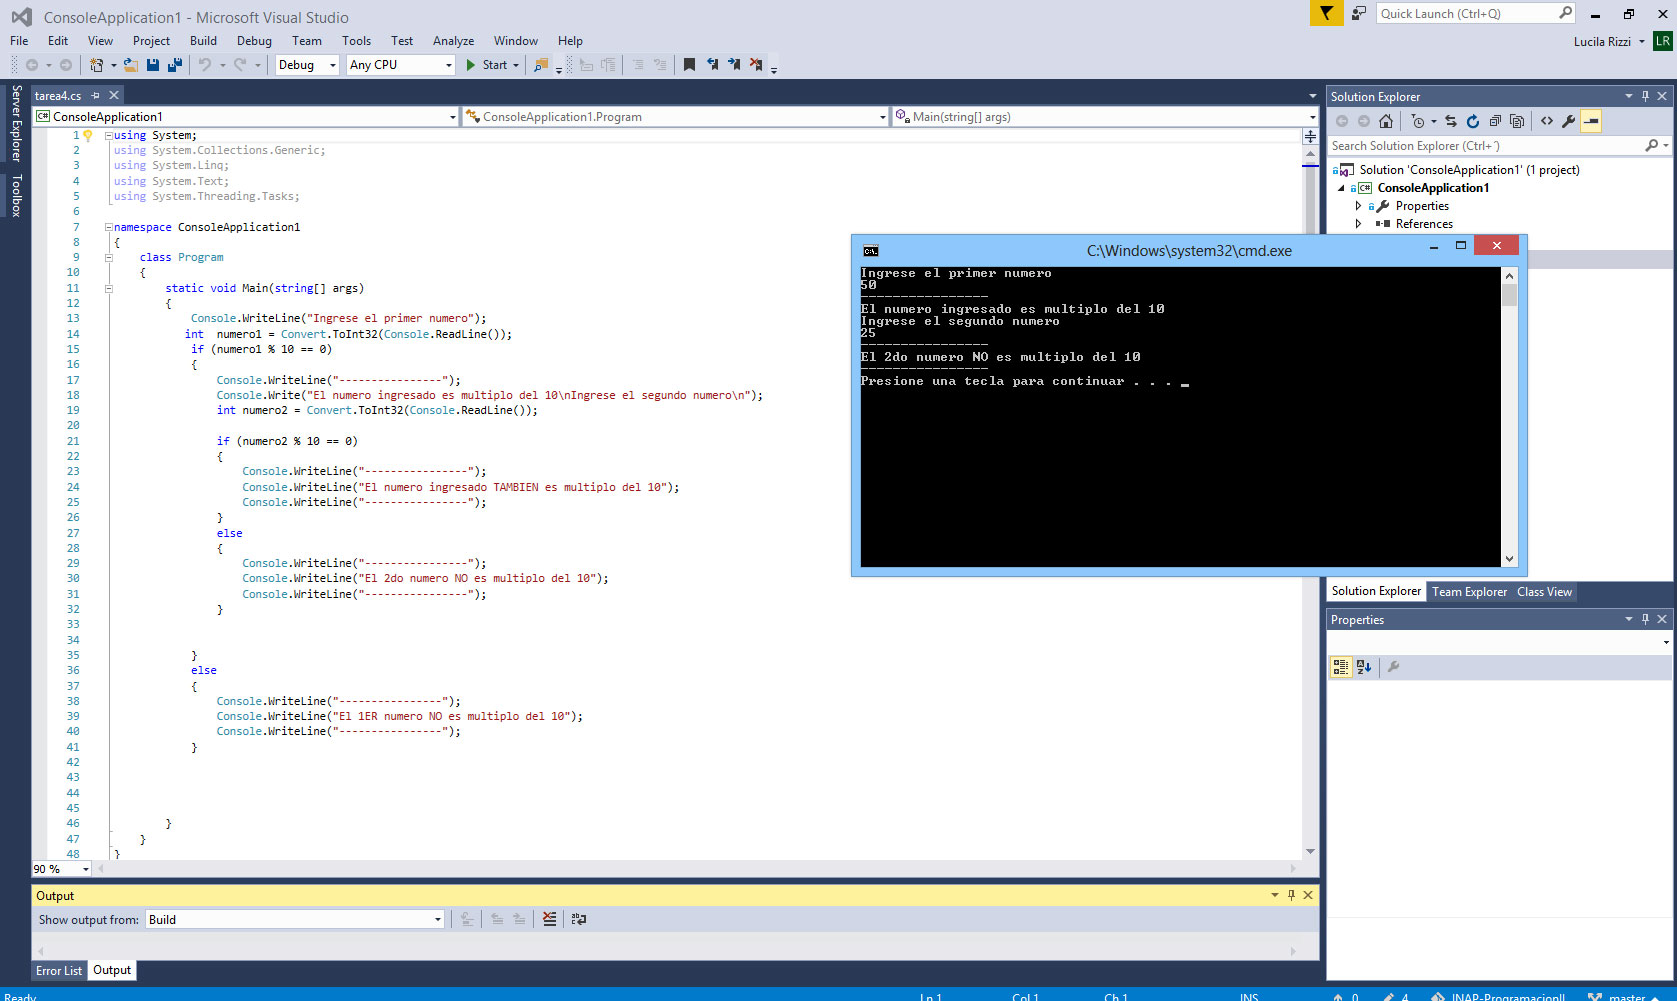 ConsoleApplication1 - Microsoft Visual Studio
Quick Launch (Ctrl+Q)
File Edit View Project Build Debug Team Tools Test Analyze Window Help
Lucila Rizzi LR
Debug Any CPU Start
Server Explorer
Toolbox
tarea4.cs
ConsoleApplication1 ConsoleApplication1.Program Main(string[] args)
1 using System;
2 using System.Collections.Generic;
3 using System.Linq;
4 using System.Text;
5 using System.Threading.Tasks;
6
7 namespace ConsoleApplication1
8 {
9 class Program
10 {
11 static void Main(string[] args)
12 {
13 Console.WriteLine("Ingrese el primer numero");
14 int  numero1 = Convert.ToInt32(Console.ReadLine());
15 if (numero1 % 10 == 0)
16 {
17 Console.WriteLine("----------------");
18 Console.Write("El numero ingresado es multiplo del 10\nIngrese el segundo numero\n");
19 int numero2 = Convert.ToInt32(Console.ReadLine());
20
21 if (numero2 % 10 == 0)
22 {
23 Console.WriteLine("----------------");
24 Console.WriteLine("El numero ingresado TAMBIEN es multiplo del 10");
25 Console.WriteLine("----------------");
26 }
27 else
28 {
29 Console.WriteLine("----------------");
30 Console.WriteLine("El 2do numero NO es multiplo del 10");
31 Console.WriteLine("----------------");
32 }
33
34
35 }
36 else
37 {
38 Console.WriteLine("----------------");
39 Console.WriteLine("El 1ER numero NO es multiplo del 10");
40 Console.WriteLine("----------------");
41 }
42
43
44
45
46 }
47 }
48 }
90 %
C:\Windows\system32\cmd.exe
Ingrese el primer numero
50
----------------
El numero ingresado es multiplo del 10
Ingrese el segundo numero
25
----------------
El 2do numero NO es multiplo del 10
----------------
Presione una tecla para continuar . . . _
Solution Explorer
Search Solution Explorer (Ctrl+´)
Solution 'ConsoleApplication1' (1 project)
C# ConsoleApplication1
Properties
References
Solution Explorer Team Explorer Class View
Properties
Output
Show output from: Build
Error List Output
Ready Ln 1 Col 1 Ch 1 INS 0 4 INAP-ProgramacionII master